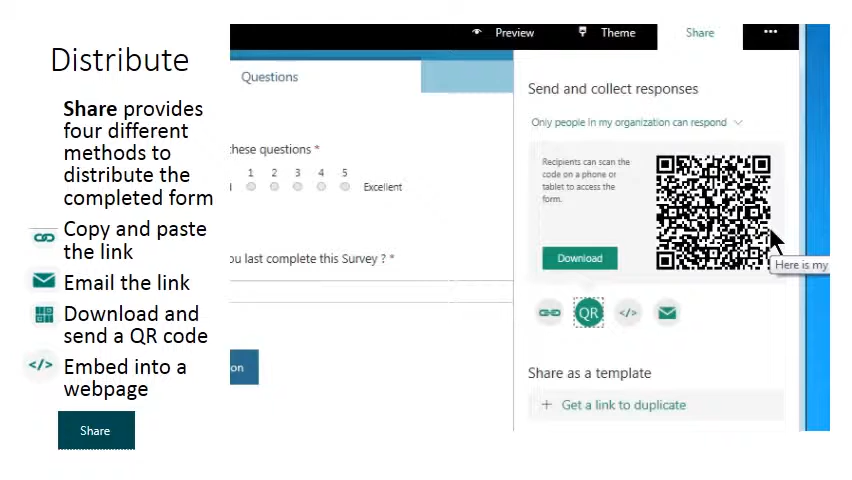 Distribute
Share provides
four different
methods to
distribute the
completed form
Copy and paste
the link
Email the link
Download and
send a QR code
</> Embed into a
webpage
Share
Preview
Theme
Share
...
Questions
these questions *
1 2 3 4 5
Excellent
ou last complete this Survey ? *
on
Send and collect responses
Only people in my organization can respond
Recipients can scan the
code on a phone or
tablet to access the
form.
Download
Here is my
QR </>
Share as a template
+ Get a link to duplicate